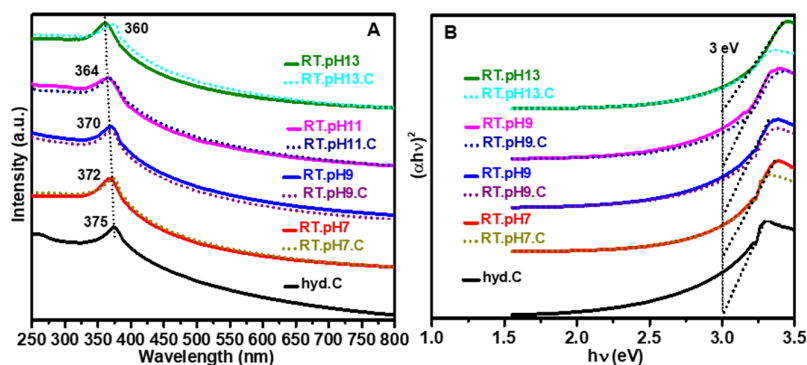 A
360
RT.pH13
RT.pH13.C
364
RT.pH11
RT.pH11.C
370
RT.pH9
RT.pH9.C
372
RT.pH7
RT.pH7.C
375
hyd.C
Intensity (a.u.)
250 300 350 400 450 500 550 600 650 700 750 800
Wavelength (nm)
B
3 eV
RT.pH13
RT.pH13.C
RT.pH9
RT.pH9.C
RT.pH9
RT.pH9.C
RT.pH7
RT.pH7.C
hyd.C
(αhν)²
1.0 1.5 2.0 2.5 3.0 3.5
hν (eV)